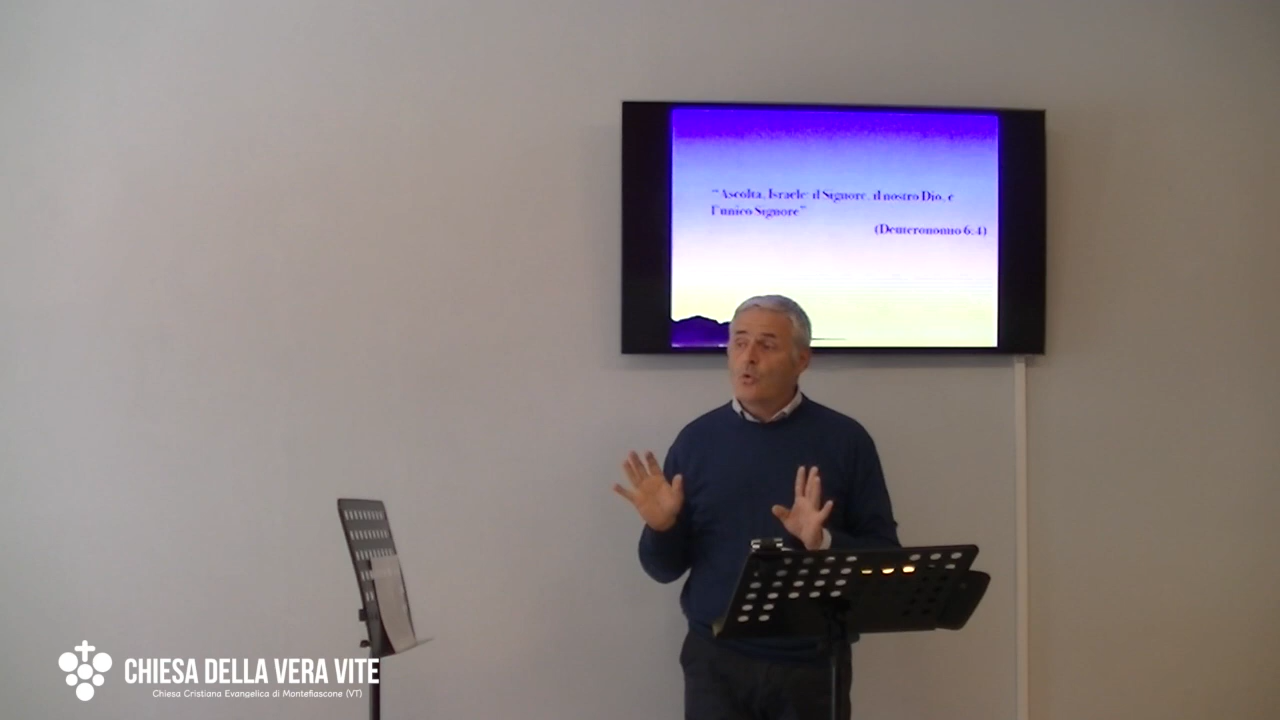 "Ascolta, Israele: il Signore, il nostro Dio, è
l'unico Signore"
(Deuteronomio 6:4)
CHIESA DELLA VERA VITE
Chiesa Cristiana Evangelica di Montefiascone (VT)